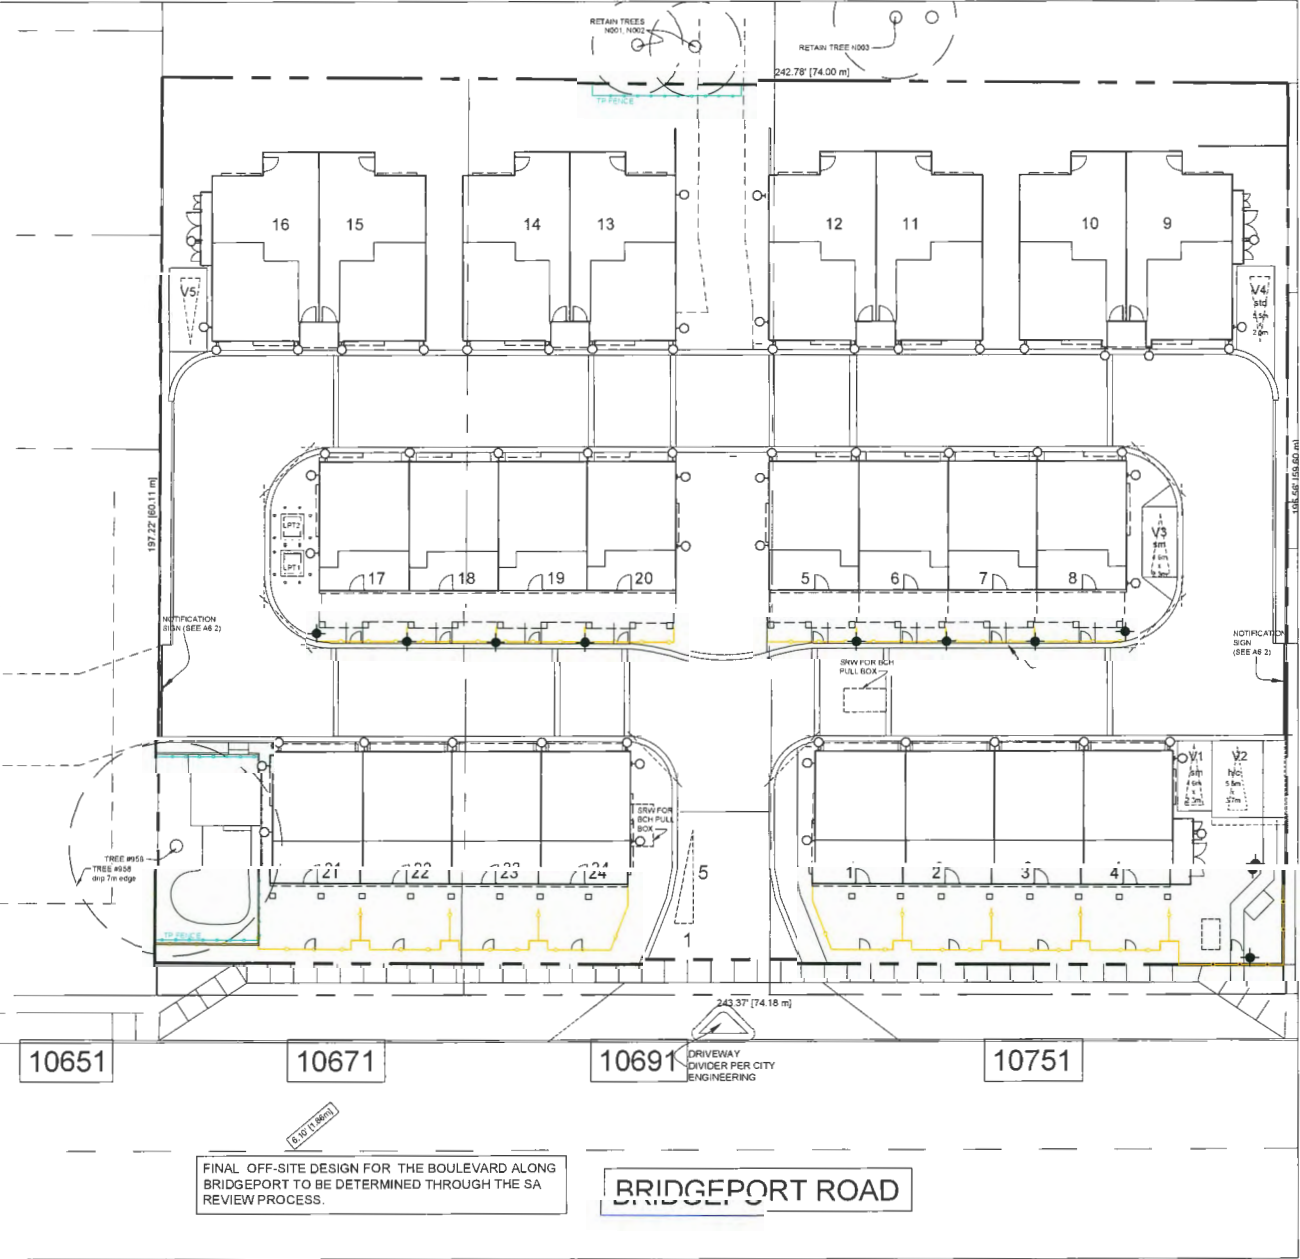 RETAIN TREES
N001, N002
RETAIN TREE N003
242.78' [74.00 m]
TP FENCE
16 15 14 13 12 11 10 9
V5
V4
std
197.22' [60.11 m]
LPT2
LPT1
17 18 19 20 5 6 7 8
V3
sm
NOTIFICATION
SIGN (SEE A6 2)
NOTIFICATION
SIGN
(SEE A6 2)
SRW FOR BCH
PULL BOX
V1
sm
V2
h/c
SRW FOR
BCH PULL
BOX
TREE #958
TREE #958
drip 7m edge
21 22 23 24 5 1 2 3 4
TP FENCE
1
243.37' [74.18 m]
10651
10671
10691
10751
DRIVEWAY
DIVIDER PER CITY
ENGINEERING
6.10' [1.86m]
FINAL OFF-SITE DESIGN FOR THE BOULEVARD ALONG
BRIDGEPORT TO BE DETERMINED THROUGH THE SA
REVIEW PROCESS.
BRIDGEPORT ROAD